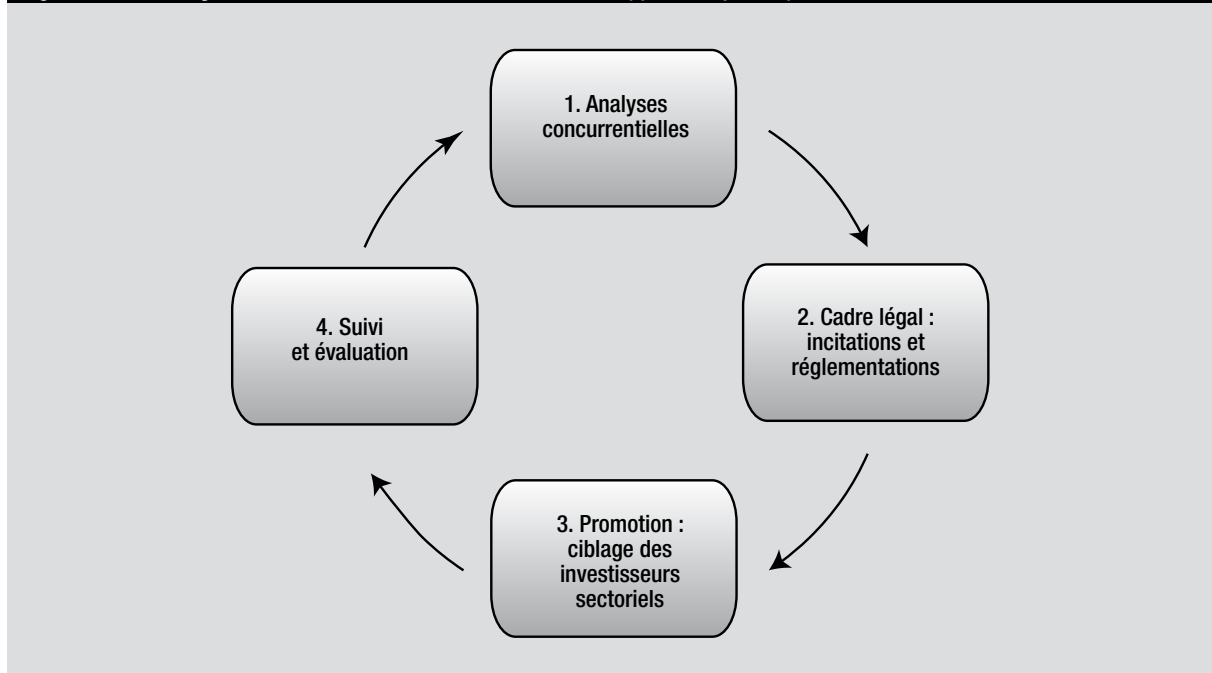 1. Analyses
concurrentielles
2. Cadre légal :
incitations et
réglementations
3. Promotion :
ciblage des
investisseurs
sectoriels
4. Suivi
et évaluation